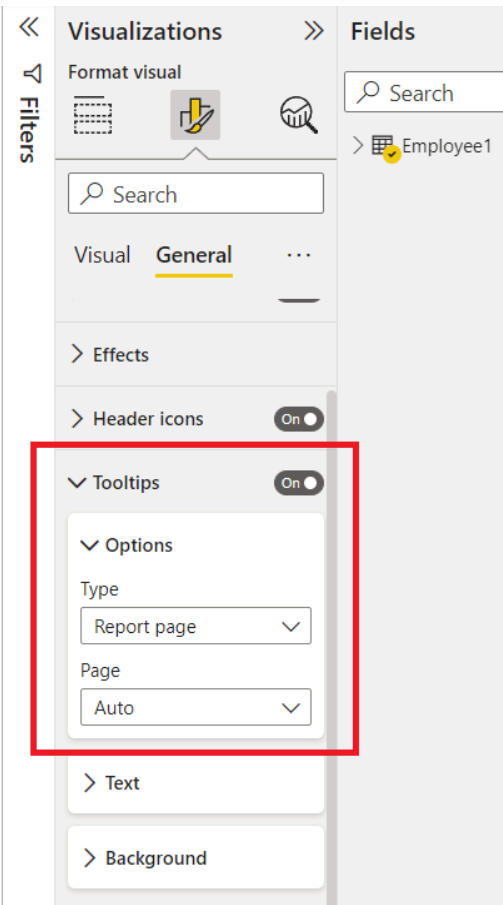 Visualizations
Fields
Format visual
Filters
Search
Search
Employee1
Visual General ...
Effects
Header icons On
Tooltips On
Options
Type
Report page
Page
Auto
Text
Background